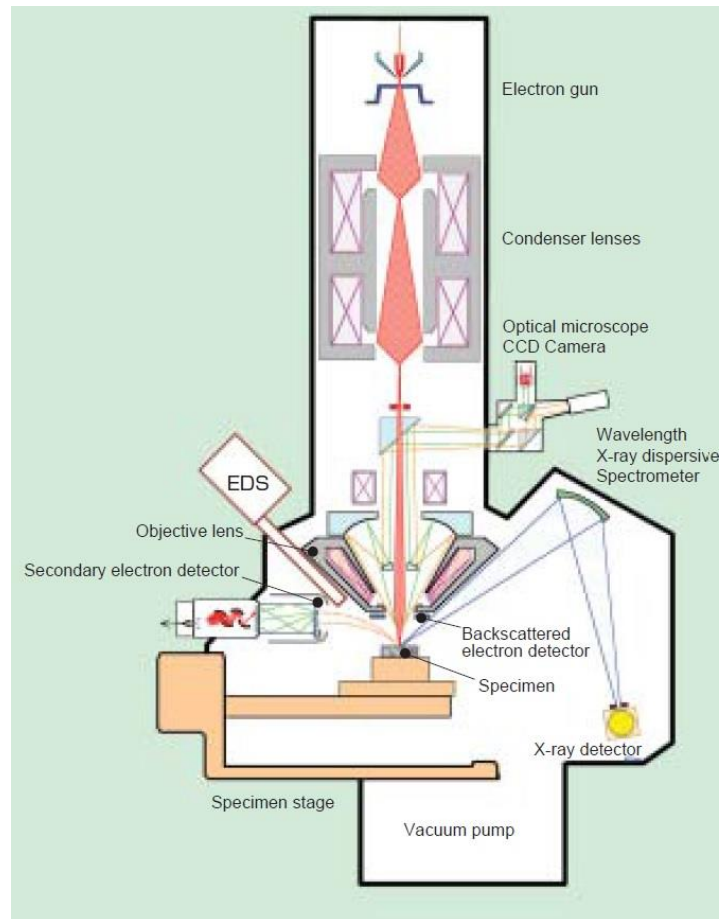 Electron gun
Condenser lenses
Optical microscope
CCD Camera
Wavelength
X-ray dispersive
Spectrometer
EDS
Objective lens
Secondary electron detector
Backscattered
electron detector
Specimen
X-ray detector
Specimen stage
Vacuum pump